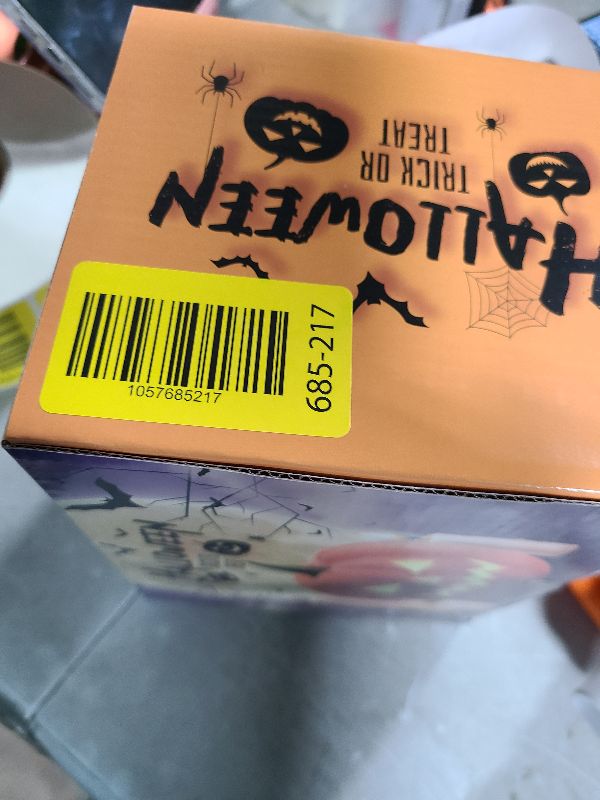 TRICK OR
TREAT
HALLOWEEN
1057685217
685-217
HALLOWEEN